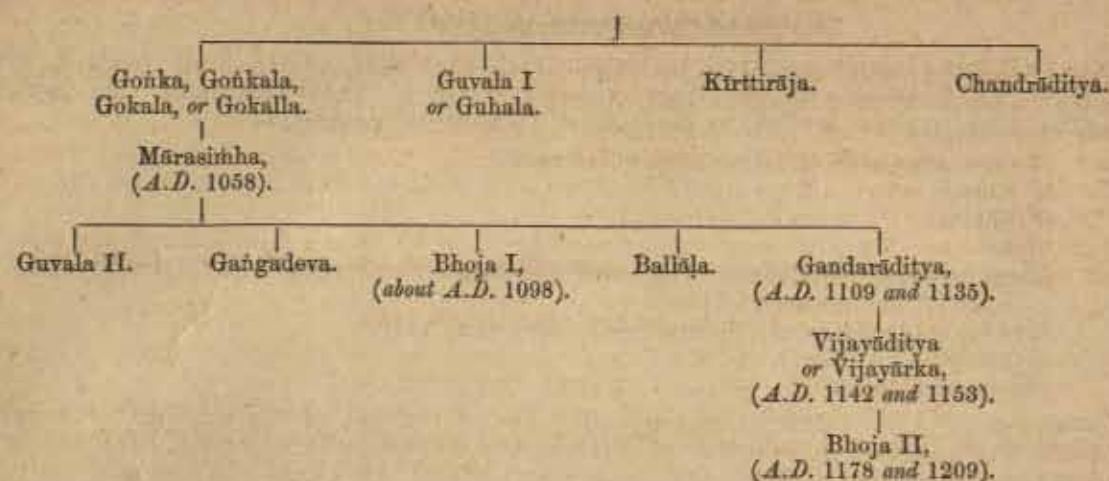 Goṅka, Goṅkala, Guvala I Kīrttirāja. Chandrāditya.
Gokala, or Gokalla. or Guhala.
Mārasiṁha,
(A.D. 1058).
Guvala II. Gaṅgadeva. Bhoja I, Ballāḷa. Gandarāditya,
(about A.D. 1098). (A.D. 1109 and 1135).
Vijayāditya
or Vijayārka,
(A.D. 1142 and 1153).
Bhoja II,
(A.D. 1178 and 1209).